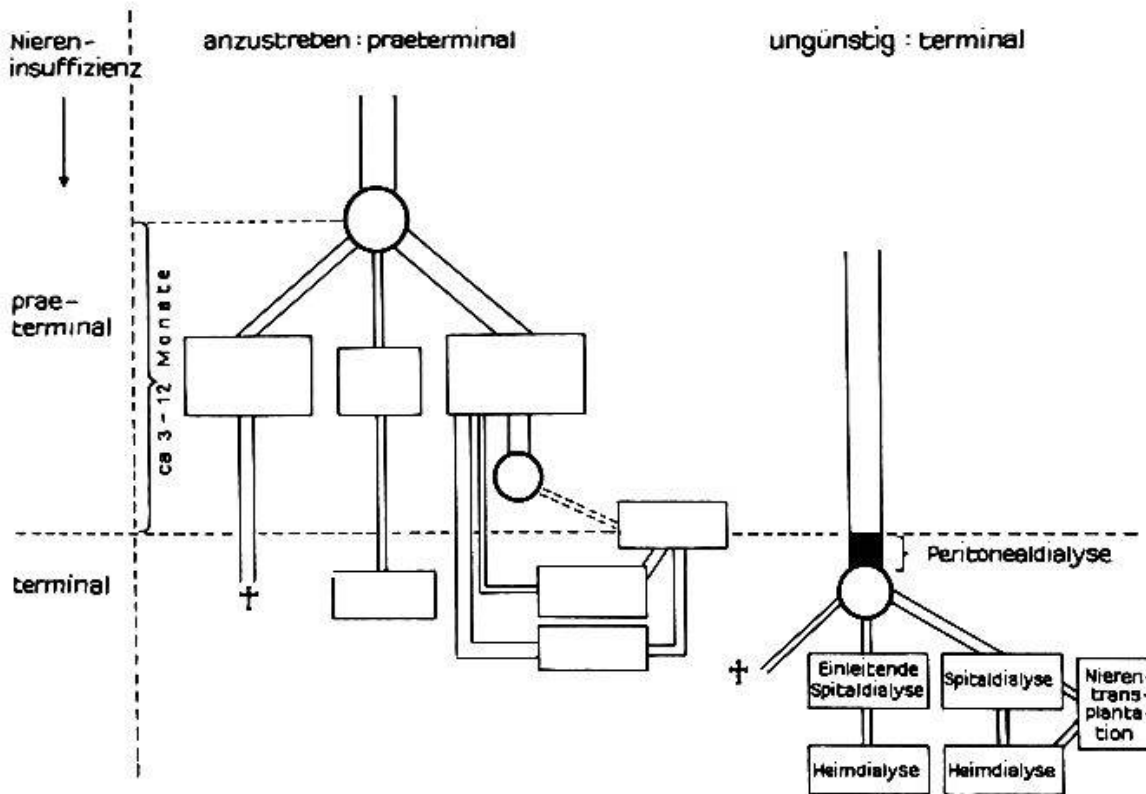 Nieren-
insuffizienz
anzustreben : praeterminal
ungünstig : terminal
prae-
terminal
ca 3-12 Monate
terminal
Peritonealdialyse
Einleitende
Spitaldialyse
Spitaldialyse
Nieren-
trans-
planta-
tion
Heimdialyse
Heimdialyse